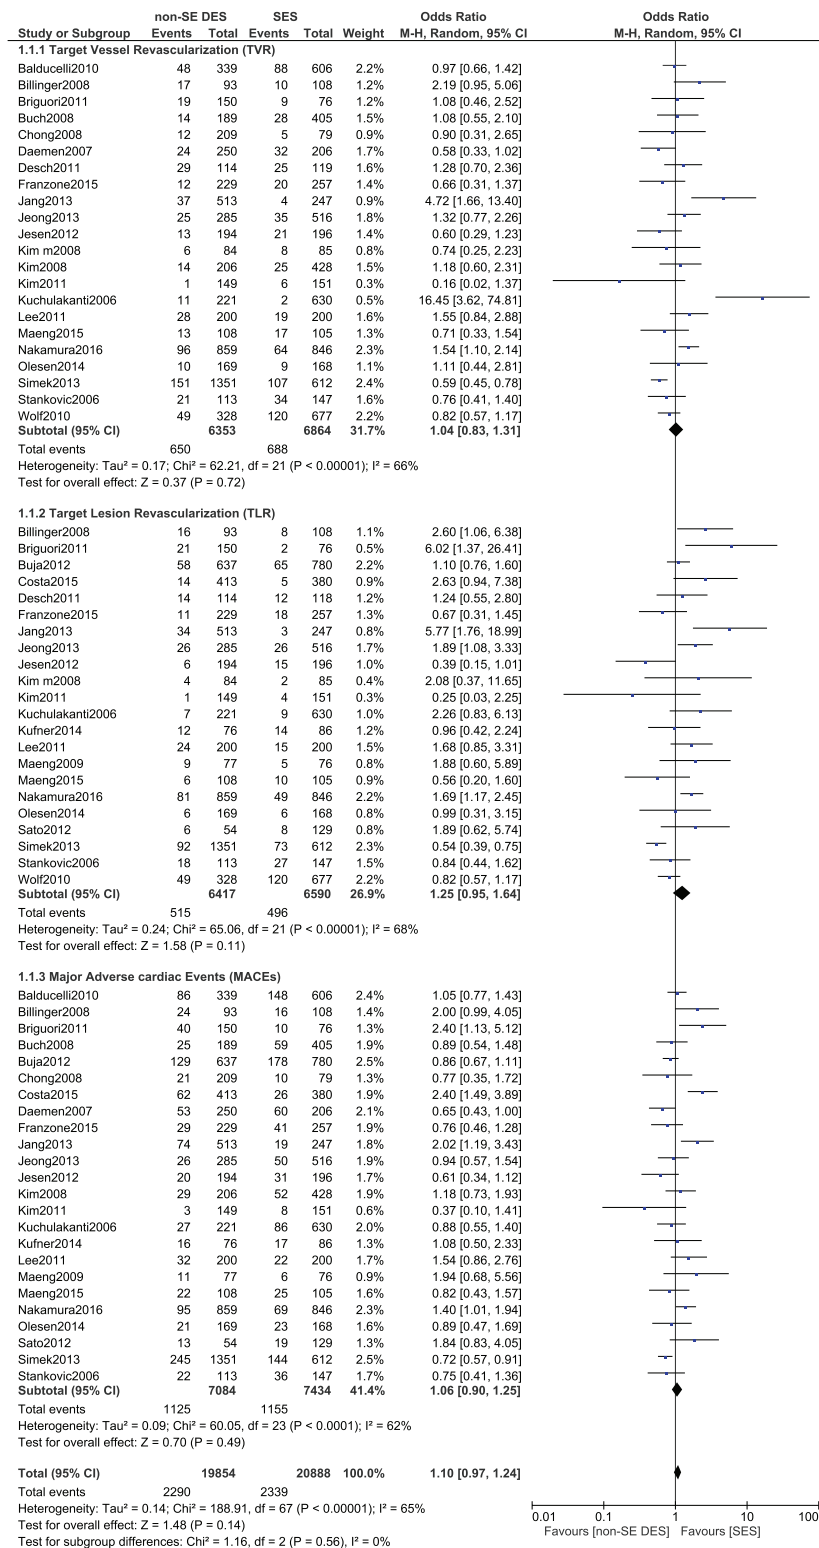 non-SE DES SES Odds Ratio Odds Ratio
Study or Subgroup Events Total Events Total Weight M-H, Random, 95% CI M-H, Random, 95% CI
1.1.1 Target Vessel Revascularization (TVR)
Balducelli2010 48 339 88 606 2.2% 0.97 [0.66, 1.42]
Billinger2008 17 93 10 108 1.2% 2.19 [0.95, 5.06]
Briguori2011 19 150 9 76 1.2% 1.08 [0.46, 2.52]
Buch2008 14 189 28 405 1.5% 1.08 [0.55, 2.10]
Chong2008 12 209 5 79 0.9% 0.90 [0.31, 2.65]
Daemen2007 24 250 32 206 1.7% 0.58 [0.33, 1.02]
Desch2011 29 114 25 119 1.6% 1.28 [0.70, 2.36]
Franzone2015 12 229 20 257 1.4% 0.66 [0.31, 1.37]
Jang2013 37 513 4 247 0.9% 4.72 [1.66, 13.40]
Jeong2013 25 285 35 516 1.8% 1.32 [0.77, 2.26]
Jesen2012 13 194 21 196 1.4% 0.60 [0.29, 1.23]
Kim m2008 6 84 8 85 0.8% 0.74 [0.25, 2.23]
Kim2008 14 206 25 428 1.5% 1.18 [0.60, 2.31]
Kim2011 1 149 6 151 0.3% 0.16 [0.02, 1.37]
Kuchulakanti2006 11 221 2 630 0.5% 16.45 [3.62, 74.81]
Lee2011 28 200 19 200 1.6% 1.55 [0.84, 2.88]
Maeng2015 13 108 17 105 1.3% 0.71 [0.33, 1.54]
Nakamura2016 96 859 64 846 2.3% 1.54 [1.10, 2.14]
Olesen2014 10 169 9 168 1.1% 1.11 [0.44, 2.81]
Simek2013 151 1351 107 612 2.4% 0.59 [0.45, 0.78]
Stankovic2006 21 113 34 147 1.6% 0.76 [0.41, 1.40]
Wolf2010 49 328 120 677 2.2% 0.82 [0.57, 1.17]
Subtotal (95% CI) 6353 6864 31.7% 1.04 [0.83, 1.31]
Total events 650 688
Heterogeneity: Tau² = 0.17; Chi² = 62.21, df = 21 (P < 0.00001); I² = 66%
Test for overall effect: Z = 0.37 (P = 0.72)
1.1.2 Target Lesion Revascularization (TLR)
Billinger2008 16 93 8 108 1.1% 2.60 [1.06, 6.38]
Briguori2011 21 150 2 76 0.5% 6.02 [1.37, 26.41]
Buja2012 58 637 65 780 2.2% 1.10 [0.76, 1.60]
Costa2015 14 413 5 380 0.9% 2.63 [0.94, 7.38]
Desch2011 14 114 12 118 1.2% 1.24 [0.55, 2.80]
Franzone2015 11 229 18 257 1.3% 0.67 [0.31, 1.45]
Jang2013 34 513 3 247 0.8% 5.77 [1.76, 18.99]
Jeong2013 26 285 26 516 1.7% 1.89 [1.08, 3.33]
Jesen2012 6 194 15 196 1.0% 0.39 [0.15, 1.01]
Kim m2008 4 84 2 85 0.4% 2.08 [0.37, 11.65]
Kim2011 1 149 4 151 0.3% 0.25 [0.03, 2.25]
Kuchulakanti2006 7 221 9 630 1.0% 2.26 [0.83, 6.13]
Kufner2014 12 76 14 86 1.2% 0.96 [0.42, 2.24]
Lee2011 24 200 15 200 1.5% 1.68 [0.85, 3.31]
Maeng2009 9 77 5 76 0.8% 1.88 [0.60, 5.89]
Maeng2015 6 108 10 105 0.9% 0.56 [0.20, 1.60]
Nakamura2016 81 859 49 846 2.2% 1.69 [1.17, 2.45]
Olesen2014 6 169 6 168 0.8% 0.99 [0.31, 3.15]
Sato2012 6 54 8 129 0.8% 1.89 [0.62, 5.74]
Simek2013 92 1351 73 612 2.3% 0.54 [0.39, 0.75]
Stankovic2006 18 113 27 147 1.5% 0.84 [0.44, 1.62]
Wolf2010 49 328 120 677 2.2% 0.82 [0.57, 1.17]
Subtotal (95% CI) 6417 6590 26.9% 1.25 [0.95, 1.64]
Total events 515 496
Heterogeneity: Tau² = 0.24; Chi² = 65.06, df = 21 (P < 0.00001); I² = 68%
Test for overall effect: Z = 1.58 (P = 0.11)
1.1.3 Major Adverse cardiac Events (MACEs)
Balducelli2010 86 339 148 606 2.4% 1.05 [0.77, 1.43]
Billinger2008 24 93 16 108 1.4% 2.00 [0.99, 4.05]
Briguori2011 40 150 10 76 1.3% 2.40 [1.13, 5.12]
Buch2008 25 189 59 405 1.9% 0.89 [0.54, 1.48]
Buja2012 129 637 178 780 2.5% 0.86 [0.67, 1.11]
Chong2008 21 209 10 79 1.3% 0.77 [0.35, 1.72]
Costa2015 62 413 26 380 1.9% 2.40 [1.49, 3.89]
Daemen2007 53 250 60 206 2.1% 0.65 [0.43, 1.00]
Franzone2015 29 229 41 257 1.9% 0.76 [0.46, 1.28]
Jang2013 74 513 19 247 1.8% 2.02 [1.19, 3.43]
Jeong2013 26 285 50 516 1.9% 0.94 [0.57, 1.54]
Jesen2012 20 194 31 196 1.6% 0.61 [0.34, 1.12]
Kim2008 29 206 52 428 1.9% 1.18 [0.73, 1.93]
Kim2011 3 149 8 151 0.6% 0.37 [0.10, 1.41]
Kuchulakanti2006 27 221 86 630 2.0% 0.88 [0.55, 1.40]
Kufner2014 16 76 17 86 1.3% 1.08 [0.50, 2.33]
Lee2011 32 200 22 200 1.7% 1.54 [0.86, 2.76]
Maeng2009 11 77 6 76 0.9% 1.94 [0.68, 5.56]
Maeng2015 22 108 25 105 1.5% 0.82 [0.43, 1.57]
Nakamura2016 95 859 69 846 2.3% 1.40 [1.01, 1.94]
Olesen2014 21 169 23 168 1.6% 0.89 [0.47, 1.69]
Sato2012 13 54 19 129 1.3% 1.84 [0.83, 4.05]
Simek2013 245 1351 144 612 2.5% 0.72 [0.57, 0.91]
Stankovic2006 22 113 36 147 1.6% 0.75 [0.41, 1.36]
Subtotal (95% CI) 7084 7434 41.4% 1.06 [0.90, 1.25]
Total events 1125 1155
Heterogeneity: Tau² = 0.09; Chi² = 60.05, df = 23 (P < 0.0001); I² = 62%
Test for overall effect: Z = 0.70 (P = 0.49)
Total (95% CI) 19854 20888 100.0% 1.10 [0.97, 1.24]
Total events 2290 2339
Heterogeneity: Tau² = 0.14; Chi² = 188.91, df = 67 (P < 0.00001); I² = 65%
Test for overall effect: Z = 1.48 (P = 0.14)
Test for subgroup differences: Chi² = 1.16, df = 2 (P = 0.56), I² = 0%
0.01 0.1 1 10 100
Favours [non-SE DES] Favours [SES]